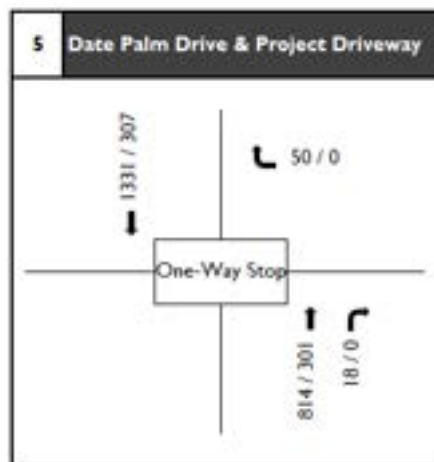 5 Date Palm Drive & Project Driveway
1331 / 307
50 / 0
One-Way Stop
814 / 301
18 / 0